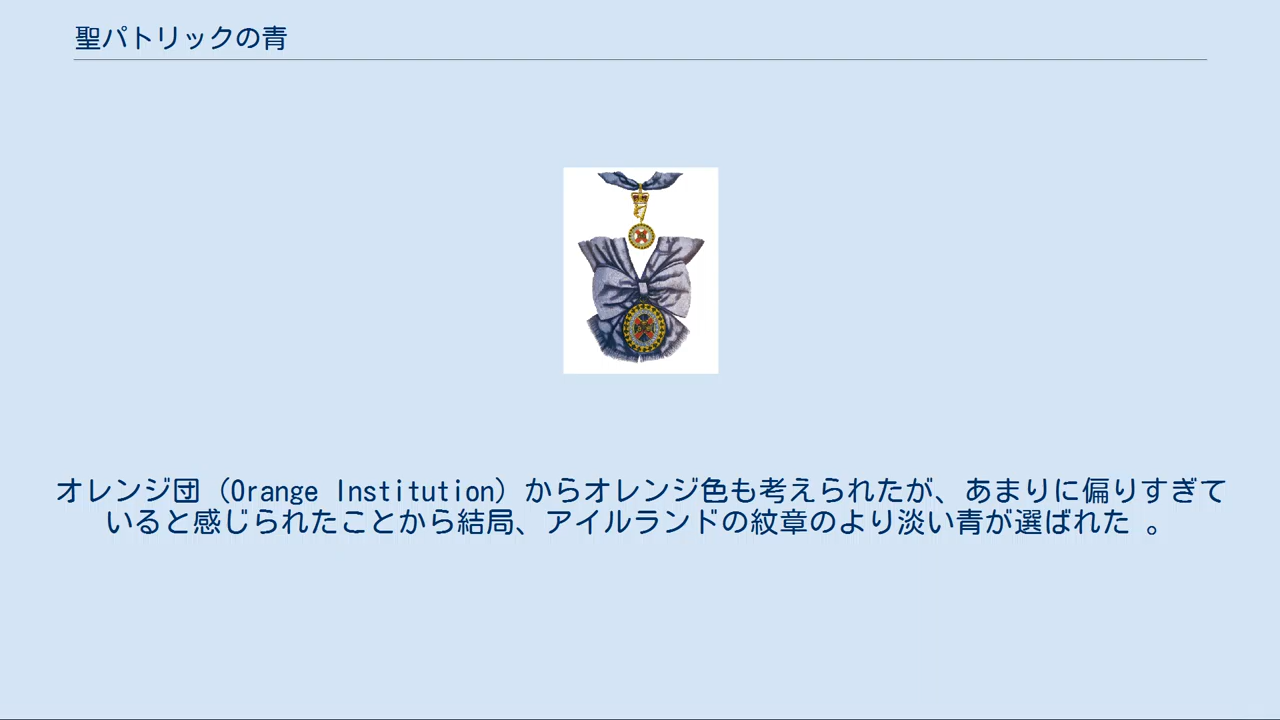 聖パトリックの青
オレンジ団 (Orange Institution) からオレンジ色も考えられたが、あまりに偏りすぎて
いると感じられたことから結局、アイルランドの紋章のより淡い青が選ばれた 。